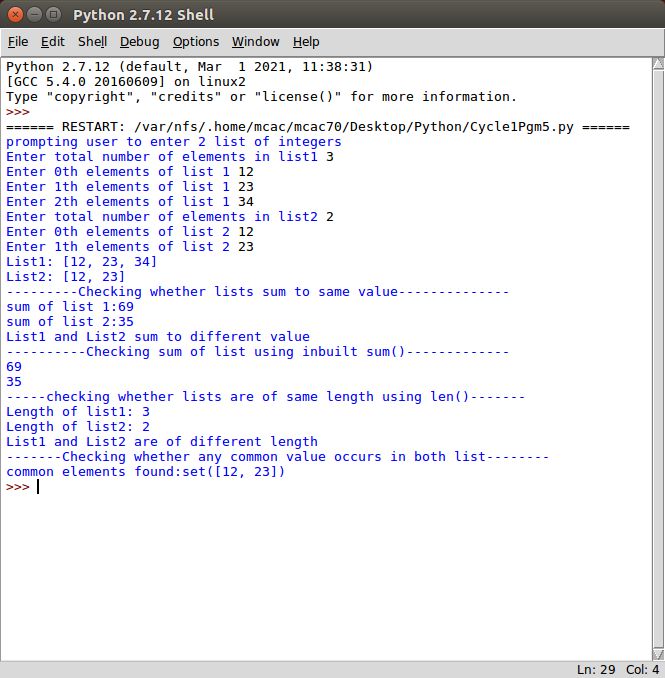 Python 2.7.12 Shell
File Edit Shell Debug Options Window Help
Python 2.7.12 (default, Mar  1 2021, 11:38:31)
[GCC 5.4.0 20160609] on linux2
Type "copyright", "credits" or "license()" for more information.
>>>
====== RESTART: /var/nfs/.home/mcac/mcac70/Desktop/Python/Cycle1Pgm5.py ======
prompting user to enter 2 list of integers
Enter total number of elements in list1 3
Enter 0th elements of list 1 12
Enter 1th elements of list 1 23
Enter 2th elements of list 1 34
Enter total number of elements in list2 2
Enter 0th elements of list 2 12
Enter 1th elements of list 2 23
List1: [12, 23, 34]
List2: [12, 23]
---------Checking whether lists sum to same value--------------
sum of list 1:69
sum of list 2:35
List1 and List2 sum to different value
----------Checking sum of list using inbuilt sum()-------------
69
35
-----checking whether lists are of same length using len()-------
Length of list1: 3
Length of list2: 2
List1 and List2 are of different length
-------Checking whether any common value occurs in both list--------
common elements found:set([12, 23])
>>>
Ln: 29 Col: 4